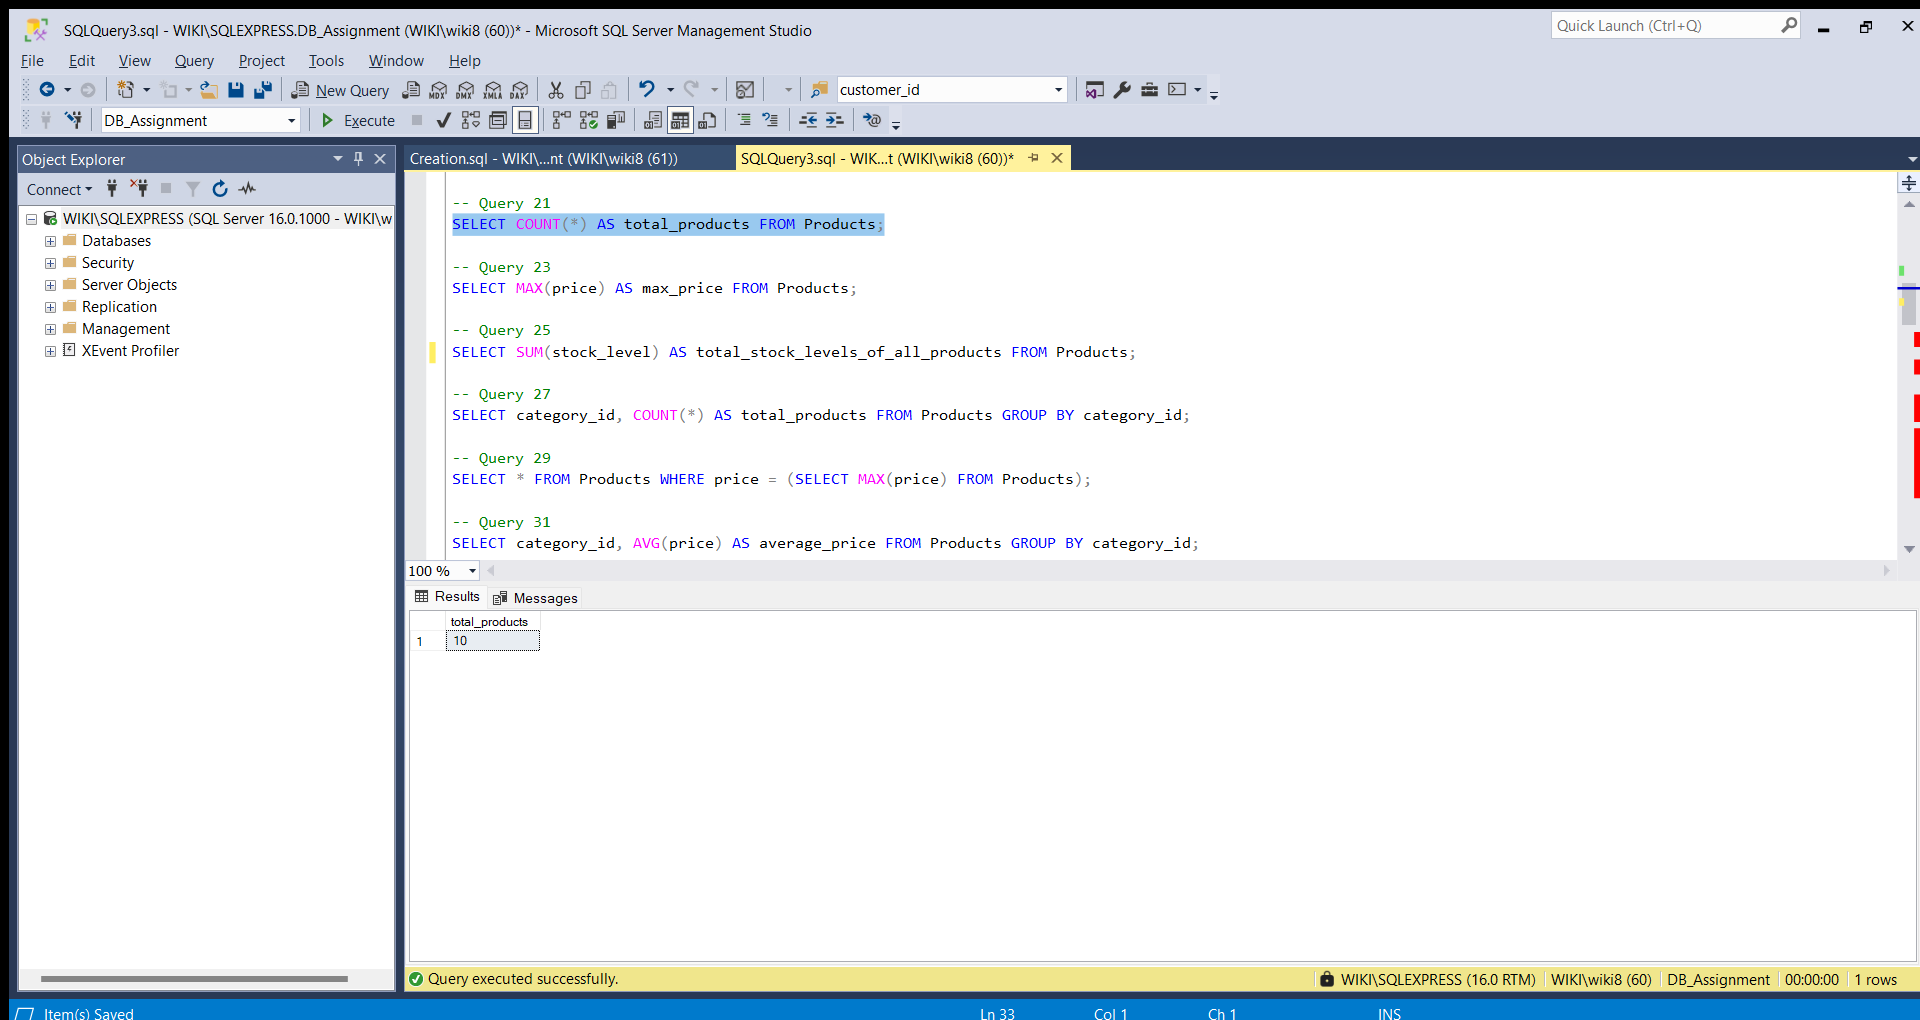 SQLQuery3.sql - WIKI\SQLEXPRESS.DB_Assignment (WIKI\wiki8 (60))* - Microsoft SQL Server Management Studio
Quick Launch (Ctrl+Q)
File Edit View Query Project Tools Window Help
New Query MDX DMX XMLA DAX customer_id
DB_Assignment Execute
Object Explorer
Connect
WIKI\SQLEXPRESS (SQL Server 16.0.1000 - WIKI\w
Databases
Security
Server Objects
Replication
Management
XEvent Profiler
Creation.sql - WIKI\...nt (WIKI\wiki8 (61))
SQLQuery3.sql - WIK...t (WIKI\wiki8 (60))*
-- Query 21
SELECT COUNT(*) AS total_products FROM Products;
-- Query 23
SELECT MAX(price) AS max_price FROM Products;
-- Query 25
SELECT SUM(stock_level) AS total_stock_levels_of_all_products FROM Products;
-- Query 27
SELECT category_id, COUNT(*) AS total_products FROM Products GROUP BY category_id;
-- Query 29
SELECT * FROM Products WHERE price = (SELECT MAX(price) FROM Products);
-- Query 31
SELECT category_id, AVG(price) AS average_price FROM Products GROUP BY category_id;
100 %
Results Messages
total_products
1 10
Query executed successfully.
WIKI\SQLEXPRESS (16.0 RTM) WIKI\wiki8 (60) DB_Assignment 00:00:00 1 rows
Item(s) Saved Ln 33 Col 1 Ch 1 INS